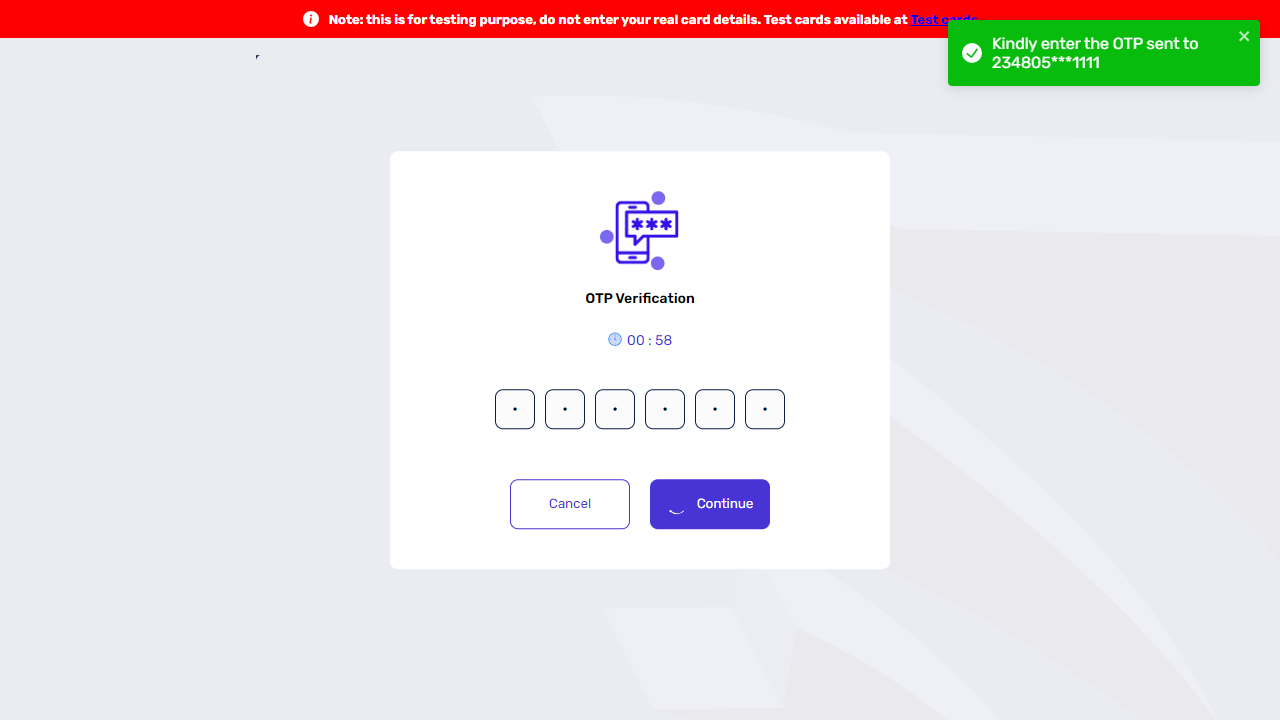 Note: this is for testing purpose, do not enter your real card details. Test cards available at Test cards
Kindly enter the OTP sent to
234805***1111
***
OTP Verification
00 : 58
Cancel
Continue